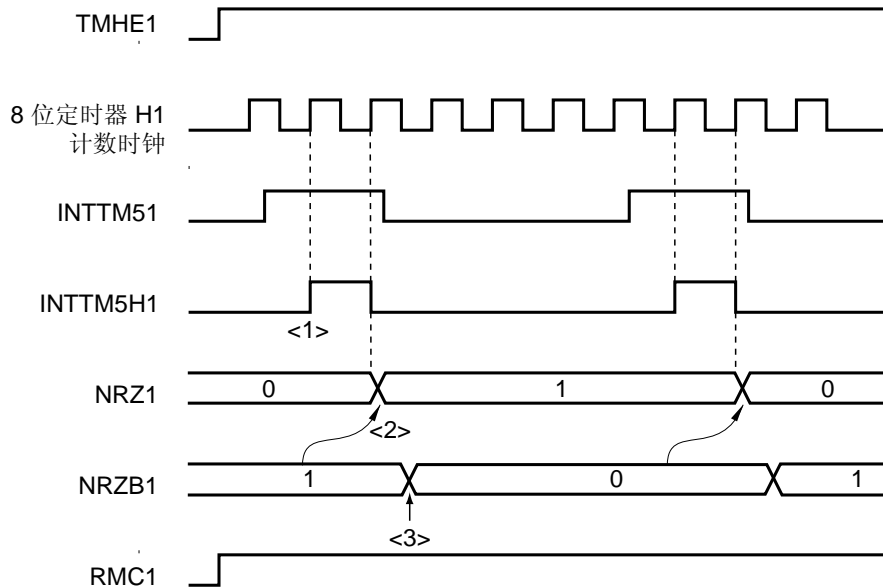 TMHE1
8 位定时器 H1
计数时钟
INTTM51
INTTM5H1
<1>
NRZ1
0
1
0
<2>
NRZB1
1
0
1
<3>
RMC1